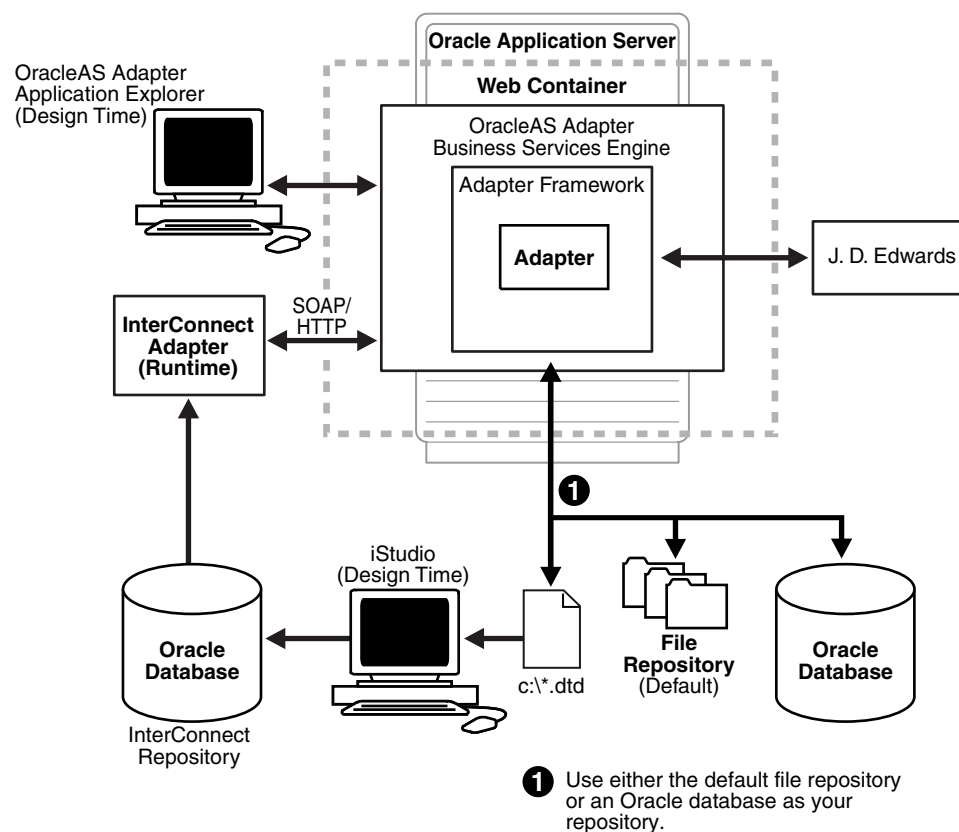 Oracle Application Server
Web Container
OracleAS Adapter
Application Explorer
(Design Time)
OracleAS Adapter
Business Services Engine
Adapter Framework
Adapter
J. D. Edwards
SOAP/
HTTP
InterConnect
Adapter
(Runtime)
1
iStudio
(Design Time)
Oracle
Database
InterConnect
Repository
c:\*.dtd
File
Repository
(Default)
Oracle
Database
1 Use either the default file repository
or an Oracle database as your
repository.